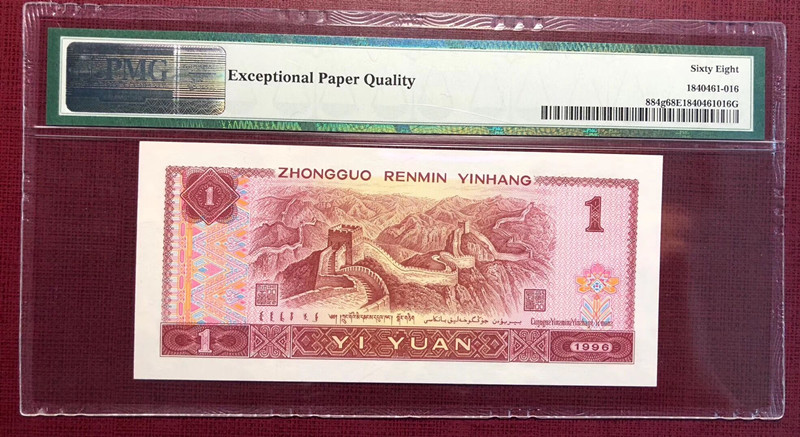 PMG
Exceptional Paper Quality
Sixty Eight
1840461-016
884g68E1840461016G
ZHONGGUO RENMIN YINHANG
1
1
1
YI YUAN
1996